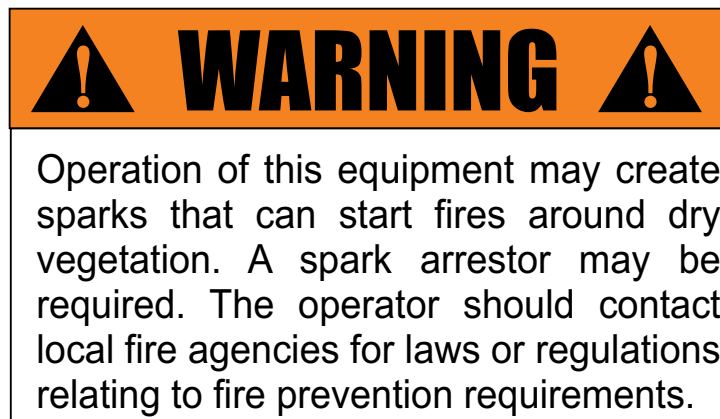 WARNING
Operation of this equipment may create
sparks that can start fires around dry
vegetation. A spark arrestor may be
required. The operator should contact
local fire agencies for laws or regulations
relating to fire prevention requirements.